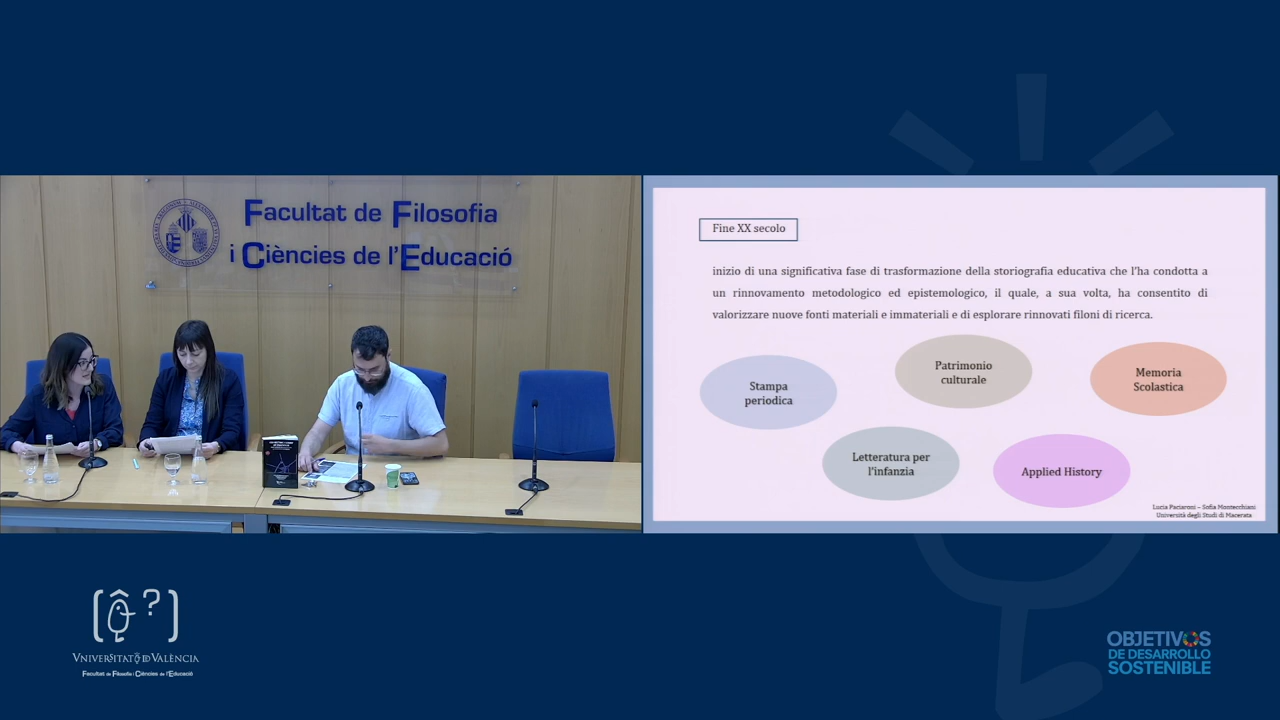 Facultat de Filosofia
i Ciències de l'Educació
Fine XX secolo
inizio di una significativa fase di trasformazione della storiografia educativa che l'ha condotta a
un rinnovamento metodologico ed epistemologico, il quale, a sua volta, ha consentito di
valorizzare nuove fonti materiali e immateriali e di esplorare rinnovati filoni di ricerca.
Stampa
periodica
Patrimonio
culturale
Memoria
Scolastica
Letteratura per
l'infanzia
Applied History
Lucia Paciaroni – Sofia Montecchiani
Università degli Studi di Macerata
VNIVERSITAT ID VALÈNCIA
Facultat de Filosofia i Ciències de l'Educació
OBJETIVOS
DE DESARROLLO
SOSTENIBLE